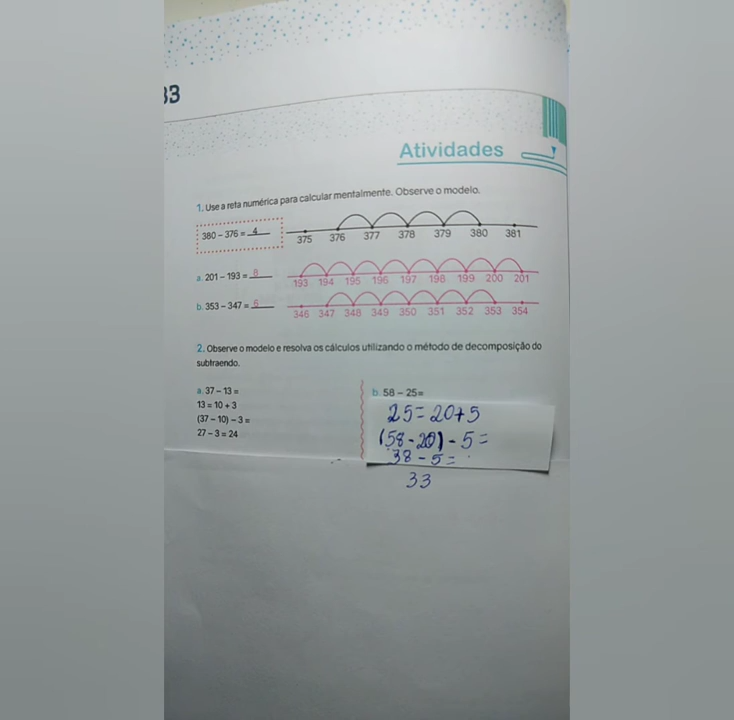 33
Atividades
1. Use a reta numérica para calcular mentalmente. Observe o modelo.
380 – 376 = 4
375 376 377 378 379 380 381
a. 201 – 193 = 8
193 194 195 196 197 198 199 200 201
b. 353 – 347 = 6
346 347 348 349 350 351 352 353 354
2. Observe o modelo e resolva os cálculos utilizando o método de decomposição do
subtraendo.
a. 37 – 13 =
13 = 10 + 3
(37 – 10) – 3 =
27 – 3 = 24
b. 58 – 25=
25 = 20+5
(58 - 20) - 5 =
38 - 5 =
33